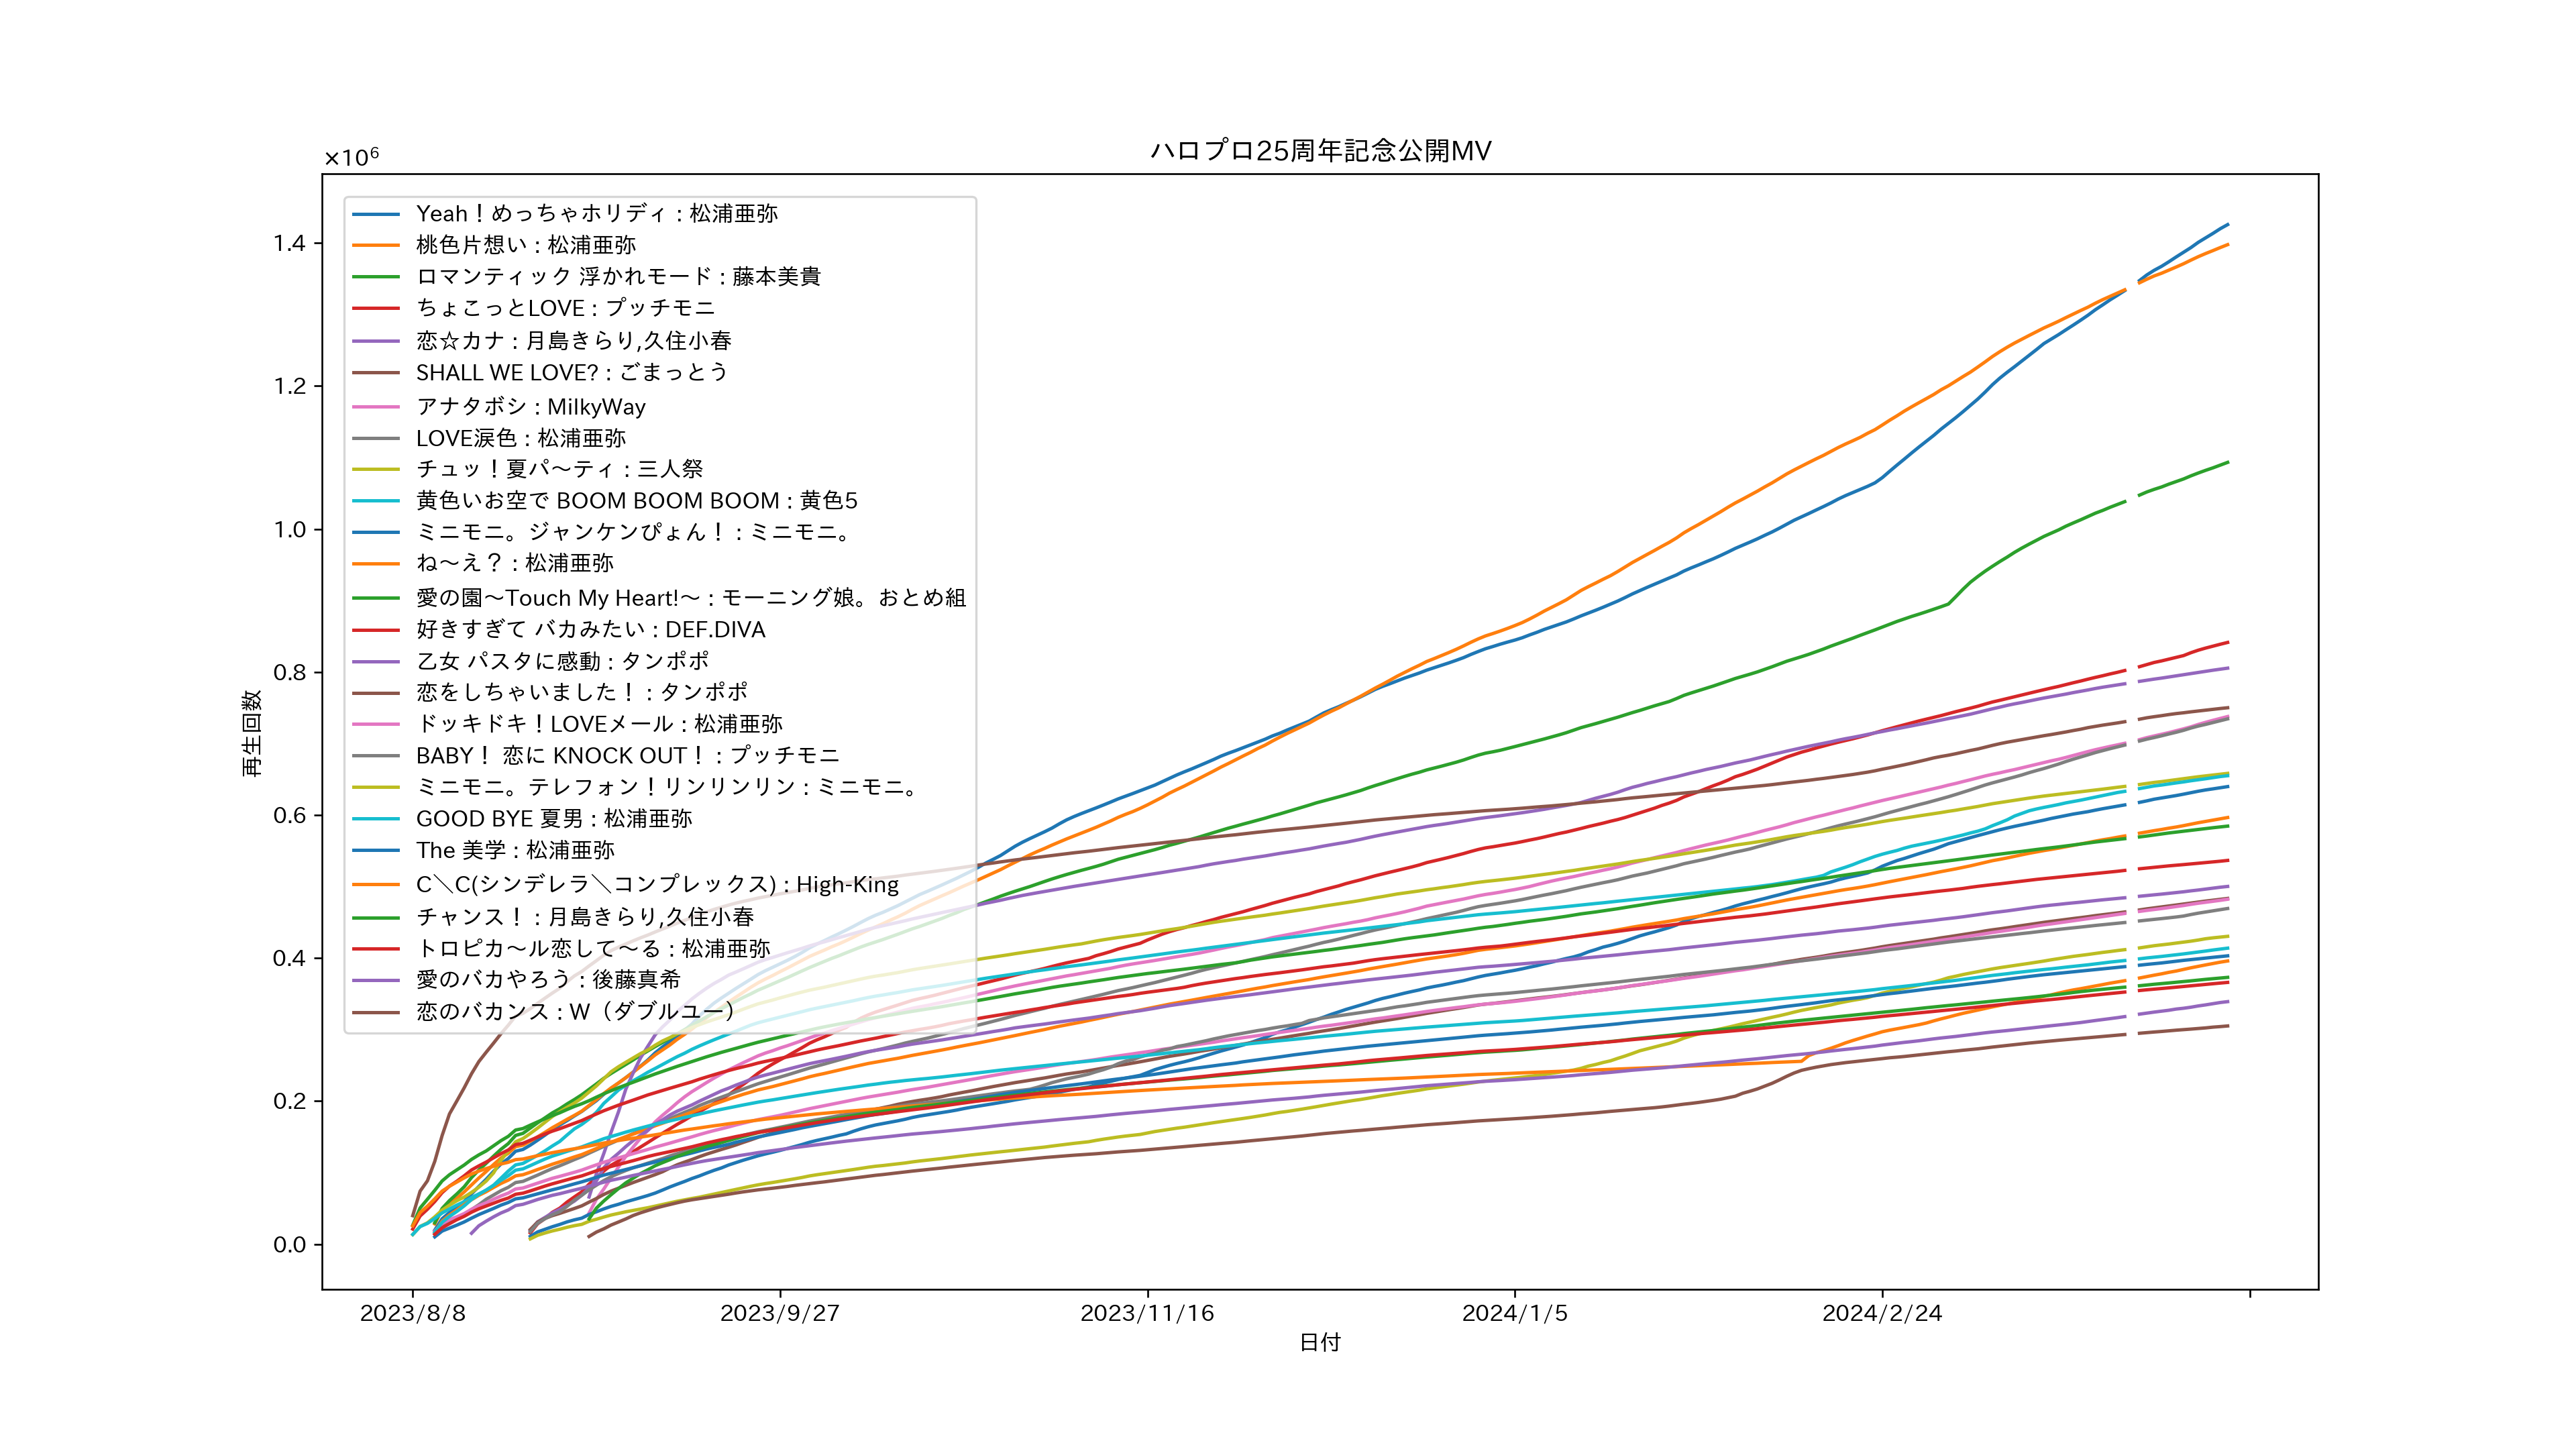 ハロプロ25周年記念公開MV
×10⁶
1.4
1.2
1.0
0.8
0.6
0.4
0.2
0.0
再生回数
Yeah！めっちゃホリディ : 松浦亜弥
桃色片想い : 松浦亜弥
ロマンティック 浮かれモード : 藤本美貴
ちょこっとLOVE : プッチモニ
恋☆カナ : 月島きらり,久住小春
SHALL WE LOVE? : ごまっとう
アナタボシ : MilkyWay
LOVE涙色 : 松浦亜弥
チュッ！夏パ〜ティ : 三人祭
黄色いお空で BOOM BOOM BOOM : 黄色5
ミニモニ。ジャンケンぴょん！ : ミニモニ。
ね〜え？ : 松浦亜弥
愛の園〜Touch My Heart!〜 : モーニング娘。おとめ組
好きすぎて バカみたい : DEF.DIVA
乙女 パスタに感動 : タンポポ
恋をしちゃいました！ : タンポポ
ドッキドキ！LOVEメール : 松浦亜弥
BABY！ 恋に KNOCK OUT！ : プッチモニ
ミニモニ。テレフォン！リンリンリン : ミニモニ。
GOOD BYE 夏男 : 松浦亜弥
The 美学 : 松浦亜弥
C＼C(シンデレラ＼コンプレックス) : High-King
チャンス！ : 月島きらり,久住小春
トロピカ〜ル恋して〜る : 松浦亜弥
愛のバカやろう : 後藤真希
恋のバカンス : W（ダブルユー）
2023/8/8
2023/9/27
2023/11/16
2024/1/5
2024/2/24
日付